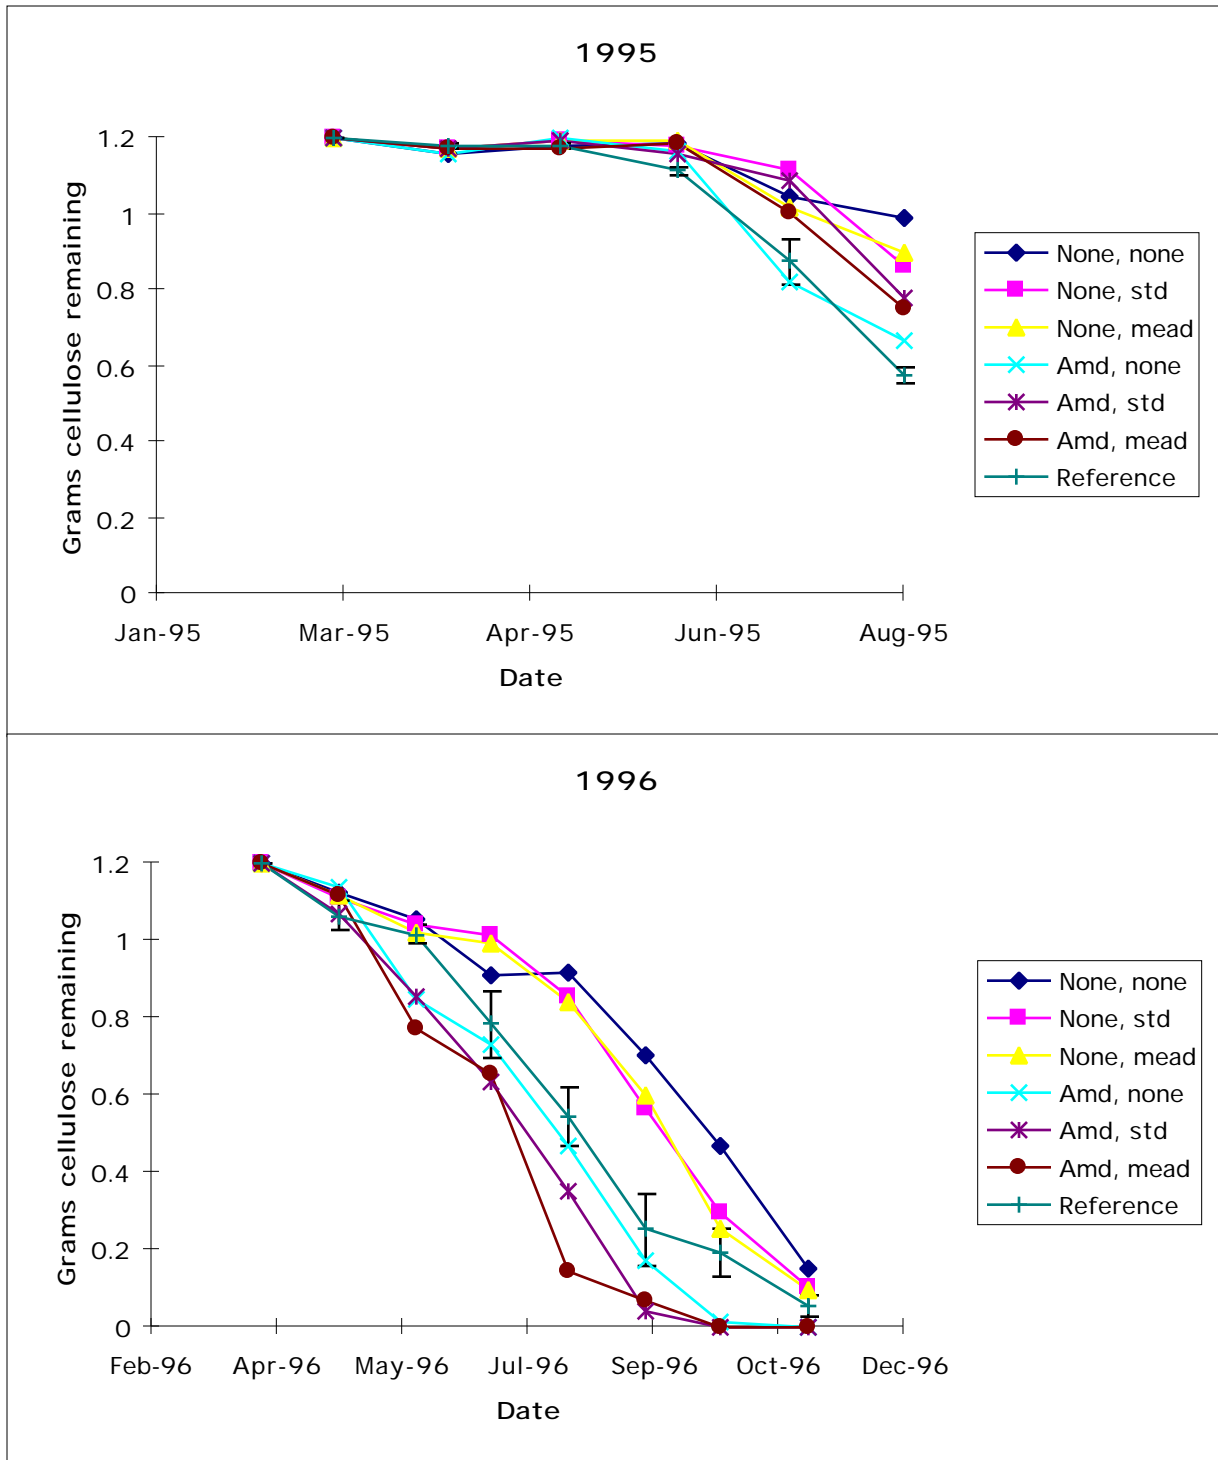 1995
1.2
1
0.8
0.6
0.4
0.2
0
Grams cellulose remaining
Jan-95 Mar-95 Apr-95 Jun-95 Aug-95
Date
None, none
None, std
None, mead
Amd, none
Amd, std
Amd, mead
Reference
1996
1.2
1
0.8
0.6
0.4
0.2
0
Grams cellulose remaining
Feb-96 Apr-96 May-96 Jul-96 Sep-96 Oct-96 Dec-96
Date
None, none
None, std
None, mead
Amd, none
Amd, std
Amd, mead
Reference